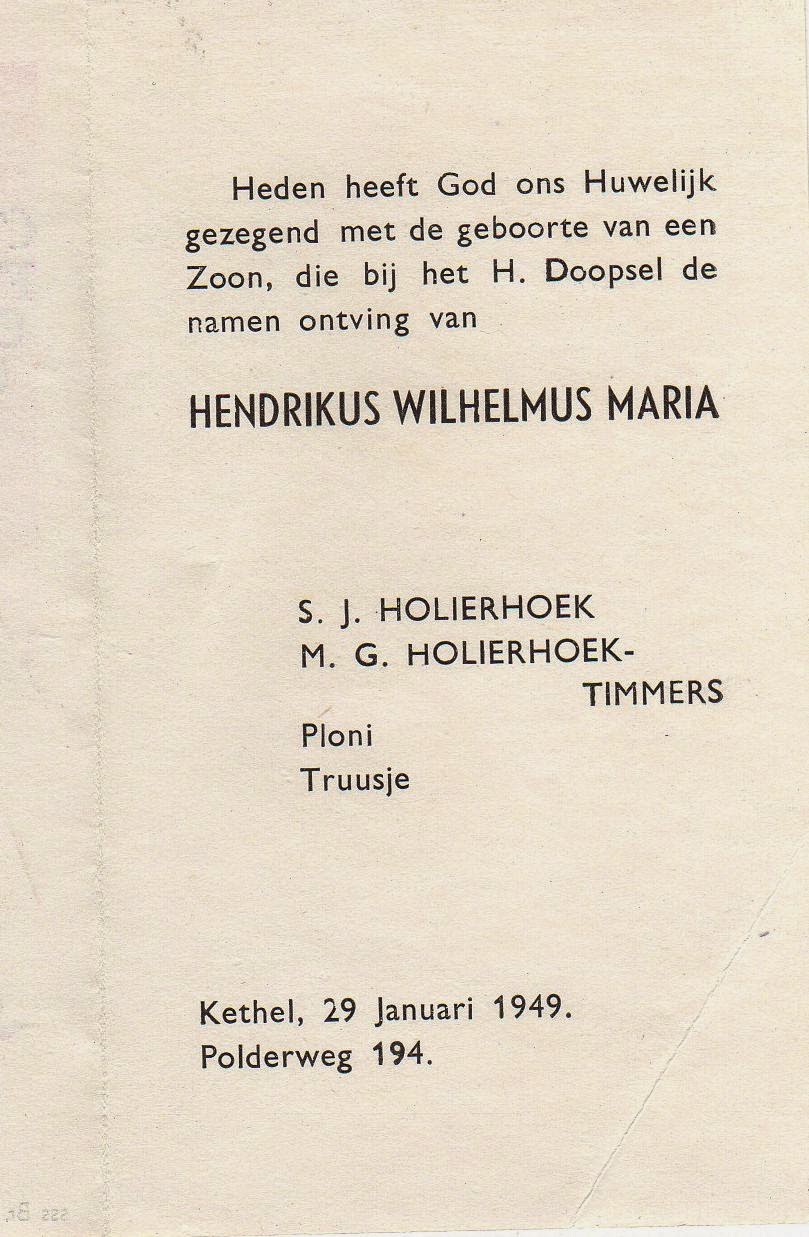 Heden heeft God ons Huwelijk
gezegend met de geboorte van een
Zoon, die bij het H. Doopsel de
namen ontving van
HENDRIKUS WILHELMUS MARIA
S. J. HOLIERHOEK
M. G. HOLIERHOEK-
TIMMERS
Ploni
Truusje
Kethel, 29 Januari 1949.
Polderweg 194.